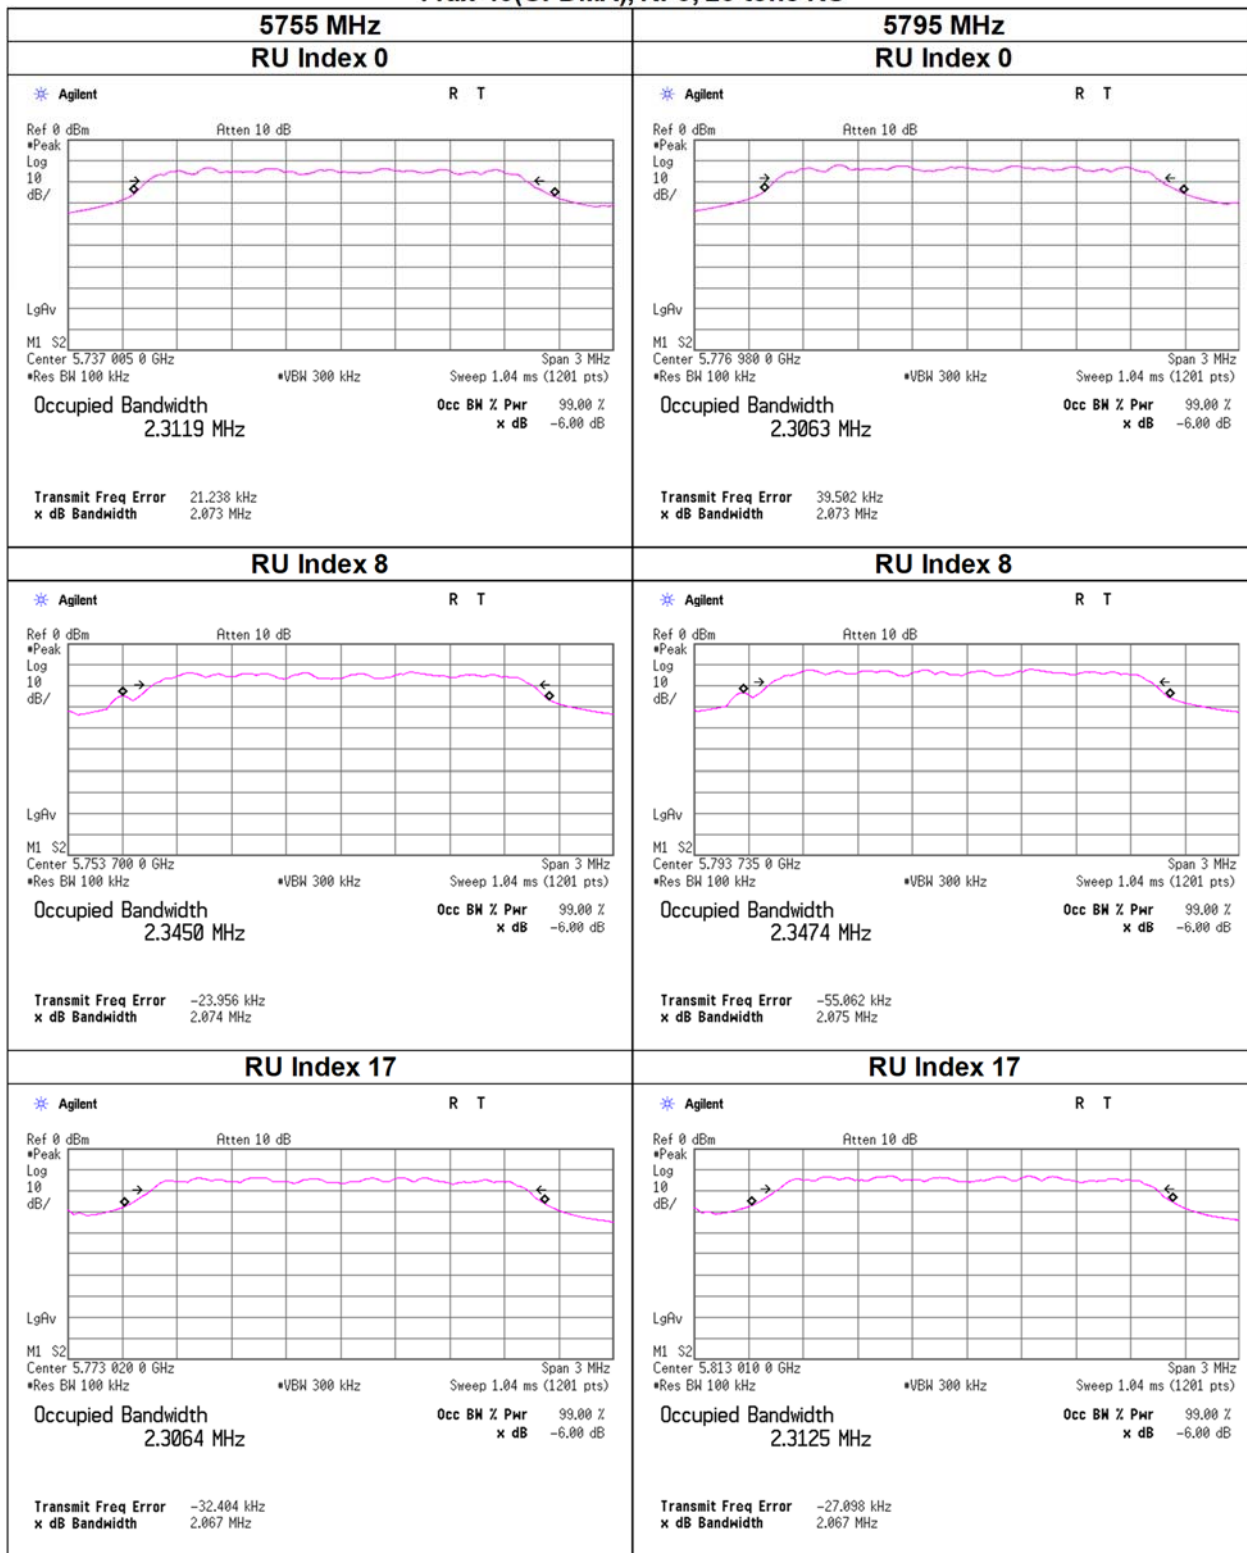 5755 MHz
5795 MHz
RU Index 0
RU Index 0
Agilent
R T
Ref 0 dBm
Atten 10 dB
#Peak
Log
10
dB/
LgAv
M1 S2
Center 5.737 005 0 GHz
Span 3 MHz
#Res BW 100 kHz
#VBW 300 kHz
Sweep 1.04 ms (1201 pts)
Occupied Bandwidth
2.3119 MHz
Occ BW % Pwr 99.00 %
x dB -6.00 dB
Transmit Freq Error 21.238 kHz
x dB Bandwidth 2.073 MHz
Agilent
R T
Ref 0 dBm
Atten 10 dB
#Peak
Log
10
dB/
LgAv
M1 S2
Center 5.776 980 0 GHz
Span 3 MHz
#Res BW 100 kHz
#VBW 300 kHz
Sweep 1.04 ms (1201 pts)
Occupied Bandwidth
2.3063 MHz
Occ BW % Pwr 99.00 %
x dB -6.00 dB
Transmit Freq Error 39.502 kHz
x dB Bandwidth 2.073 MHz
RU Index 8
RU Index 8
Agilent
R T
Ref 0 dBm
Atten 10 dB
#Peak
Log
10
dB/
LgAv
M1 S2
Center 5.753 700 0 GHz
Span 3 MHz
#Res BW 100 kHz
#VBW 300 kHz
Sweep 1.04 ms (1201 pts)
Occupied Bandwidth
2.3450 MHz
Occ BW % Pwr 99.00 %
x dB -6.00 dB
Transmit Freq Error -23.956 kHz
x dB Bandwidth 2.074 MHz
Agilent
R T
Ref 0 dBm
Atten 10 dB
#Peak
Log
10
dB/
LgAv
M1 S2
Center 5.793 735 0 GHz
Span 3 MHz
#Res BW 100 kHz
#VBW 300 kHz
Sweep 1.04 ms (1201 pts)
Occupied Bandwidth
2.3474 MHz
Occ BW % Pwr 99.00 %
x dB -6.00 dB
Transmit Freq Error -55.062 kHz
x dB Bandwidth 2.075 MHz
RU Index 17
RU Index 17
Agilent
R T
Ref 0 dBm
Atten 10 dB
#Peak
Log
10
dB/
LgAv
M1 S2
Center 5.773 020 0 GHz
Span 3 MHz
#Res BW 100 kHz
#VBW 300 kHz
Sweep 1.04 ms (1201 pts)
Occupied Bandwidth
2.3064 MHz
Occ BW % Pwr 99.00 %
x dB -6.00 dB
Transmit Freq Error -32.404 kHz
x dB Bandwidth 2.067 MHz
Agilent
R T
Ref 0 dBm
Atten 10 dB
#Peak
Log
10
dB/
LgAv
M1 S2
Center 5.813 010 0 GHz
Span 3 MHz
#Res BW 100 kHz
#VBW 300 kHz
Sweep 1.04 ms (1201 pts)
Occupied Bandwidth
2.3125 MHz
Occ BW % Pwr 99.00 %
x dB -6.00 dB
Transmit Freq Error -27.098 kHz
x dB Bandwidth 2.067 MHz